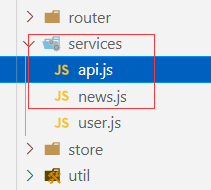 router
services
JS api.js
JS news.js
JS user.js
store
util